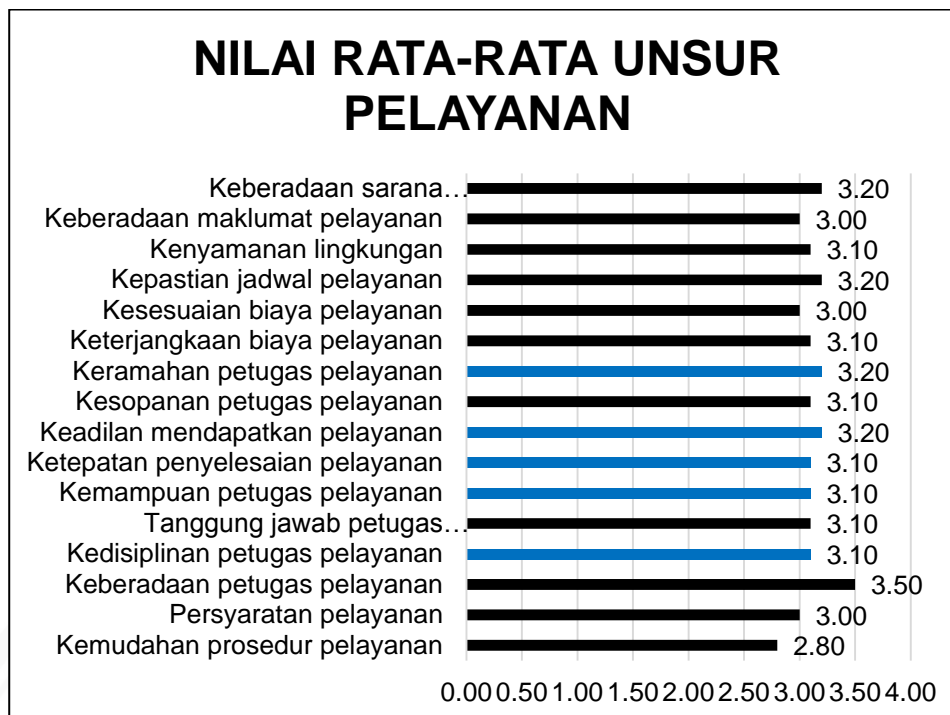 NILAI RATA-RATA UNSUR
PELAYANAN
Keberadaan sarana… 3.20
Keberadaan maklumat pelayanan 3.00
Kenyamanan lingkungan 3.10
Kepastian jadwal pelayanan 3.20
Kesesuaian biaya pelayanan 3.00
Keterjangkaan biaya pelayanan 3.10
Keramahan petugas pelayanan 3.20
Kesopanan petugas pelayanan 3.10
Keadilan mendapatkan pelayanan 3.20
Ketepatan penyelesaian pelayanan 3.10
Kemampuan petugas pelayanan 3.10
Tanggung jawab petugas… 3.10
Kedisiplinan petugas pelayanan 3.10
Keberadaan petugas pelayanan 3.50
Persyaratan pelayanan 3.00
Kemudahan prosedur pelayanan 2.80
0.00 0.50 1.00 1.50 2.00 2.50 3.00 3.50 4.00